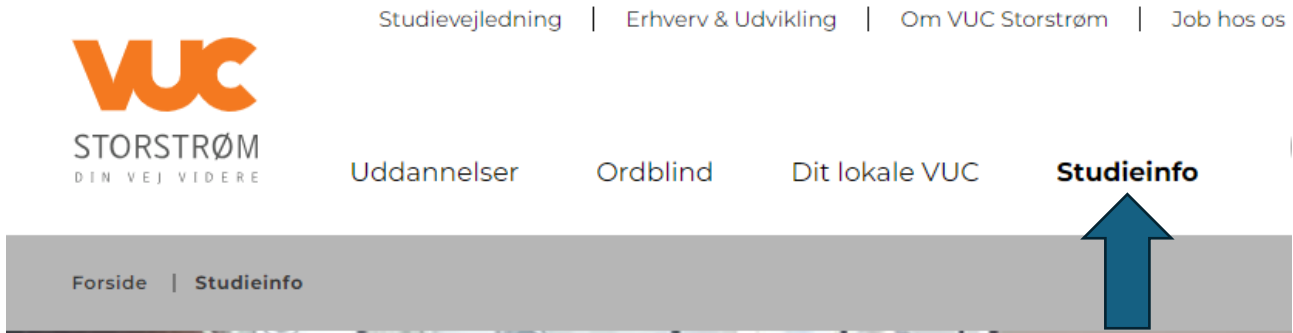 Studievejledning | Erhverv & Udvikling | Om VUC Storstrøm | Job hos os
VUC
STORSTRØM
DIN VEJ VIDERE
Uddannelser Ordblind Dit lokale VUC Studieinfo
Forside | Studieinfo